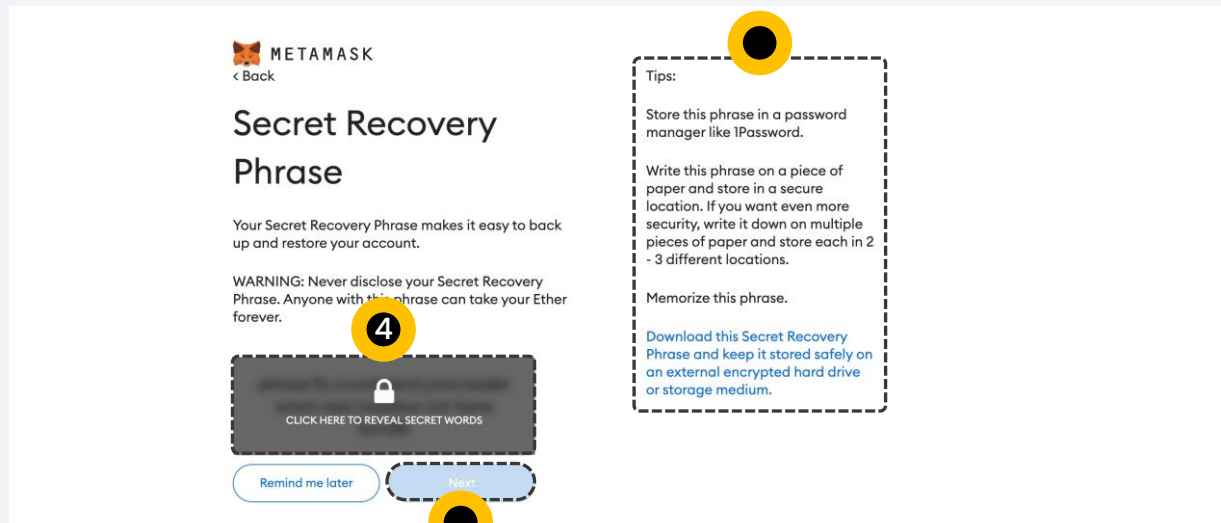 METAMASK
< Back
Secret Recovery
Phrase
Your Secret Recovery Phrase makes it easy to back
up and restore your account.
WARNING: Never disclose your Secret Recovery
Phrase. Anyone with this phrase can take your Ether
forever.
4
CLICK HERE TO REVEAL SECRET WORDS
Remind me later
Next
Tips:
Store this phrase in a password
manager like 1Password.
Write this phrase on a piece of
paper and store in a secure
location. If you want even more
security, write it down on multiple
pieces of paper and store each in 2
- 3 different locations.
Memorize this phrase.
Download this Secret Recovery
Phrase and keep it stored safely on
an external encrypted hard drive
or storage medium.